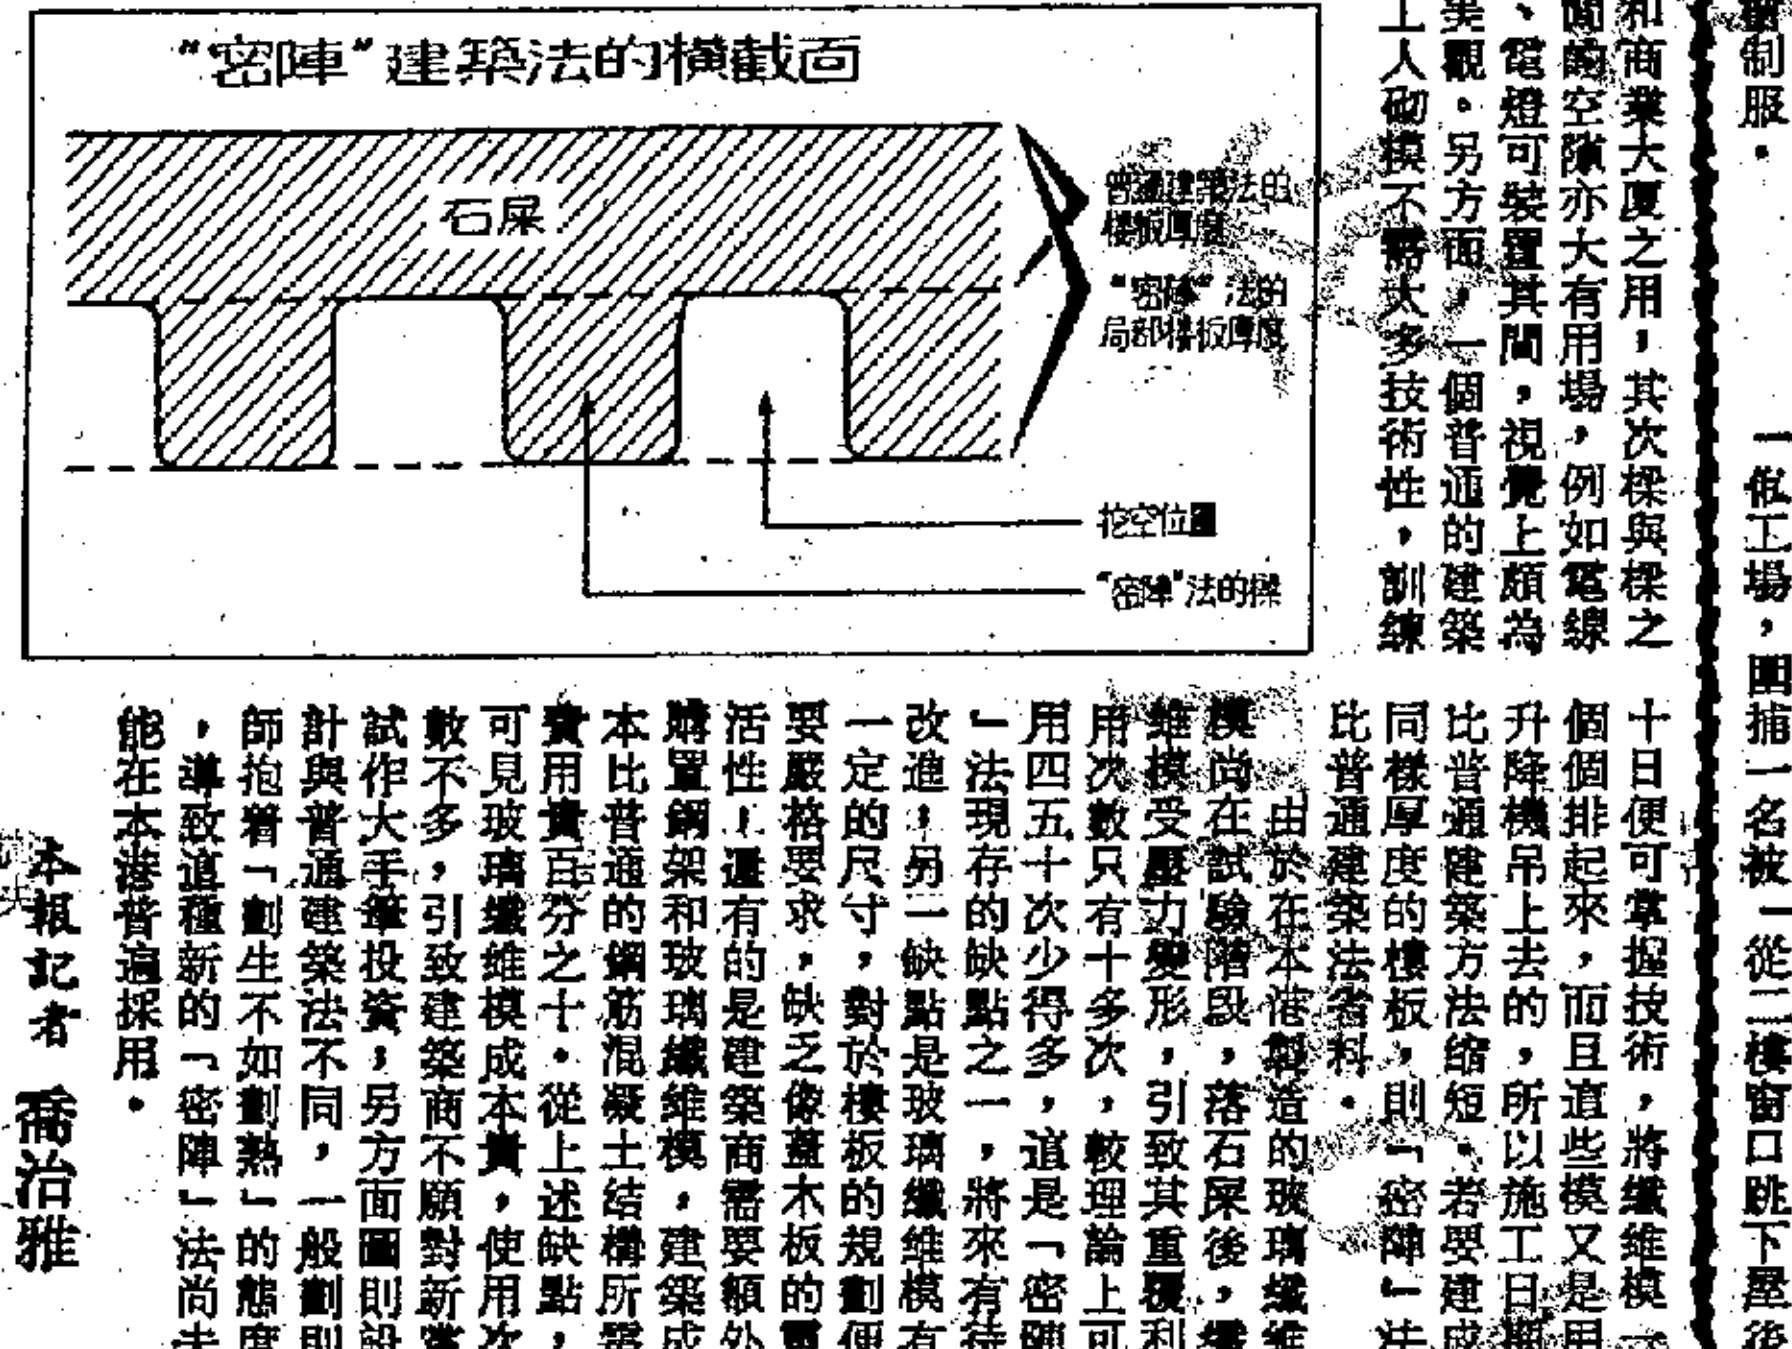 "密陣"建築法的橫截面
石屎
普通建築法的
樓板厚度
"密陣"法的
局部樓板厚度
挖空位置
"密陣"法的樑
制服。
一假工場，圍捕一名被「從三樓窗口跳下屋後
和商業大廈之用，其次樑與樑之
間的空隙亦大有用場，例如電線
、電燈可裝置其間，視覺上頗為
美觀。另方面，一個普通的建築
工人砌模不需太多技術性，訓練
十日便可掌握技術，將纖維模一
個個排起來，而且這些模又是用
升降機吊上去的，所以施工日期
比普通建築方法縮短。若要建成
同樣厚度的樓板，則「密陣」法
比普通建築法省料。
由於在本港製造的玻璃纖維
模尚在試驗階段，落石屎後，纖
維模受壓力變形，引致其重覆利
用次數只有十多次，較理論上可
用四五十次少得多，這是「密陣
」法現存的缺點之一，將來有待
改進；另一缺點是玻璃纖維模有
一定的尺寸，對於樓板的規劃便
要嚴格要求，缺乏像蓋木板的靈
活性；還有的是建築商需要額外
購置鋼架和玻璃纖維模，建築成
本比普通的鋼筋混凝土结構所需
費用貴百分之十。從上述缺點，
可見玻璃纖維模成本貴，使用次
數不多，引致建築商不願對新嘗
試作大手筆投資；另方面圖則設
計與普通建築法不同，一般劃則
師抱着「劃生不如劃熟」的態度
，導致這種新的「密陣」法尚未
能在本港普遍採用。
本報記者 喬治雅